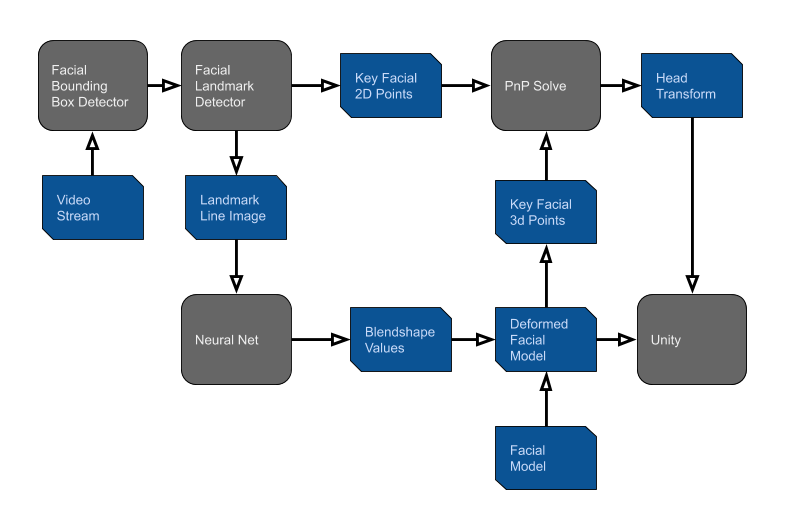 Facial
Bounding
Box Detector
Facial
Landmark
Detector
Key Facial
2D Points
PnP Solve
Head
Transform
Video
Stream
Landmark
Line Image
Key Facial
3d Points
Neural Net
Blendshape
Values
Deformed
Facial
Model
Unity
Facial
Model